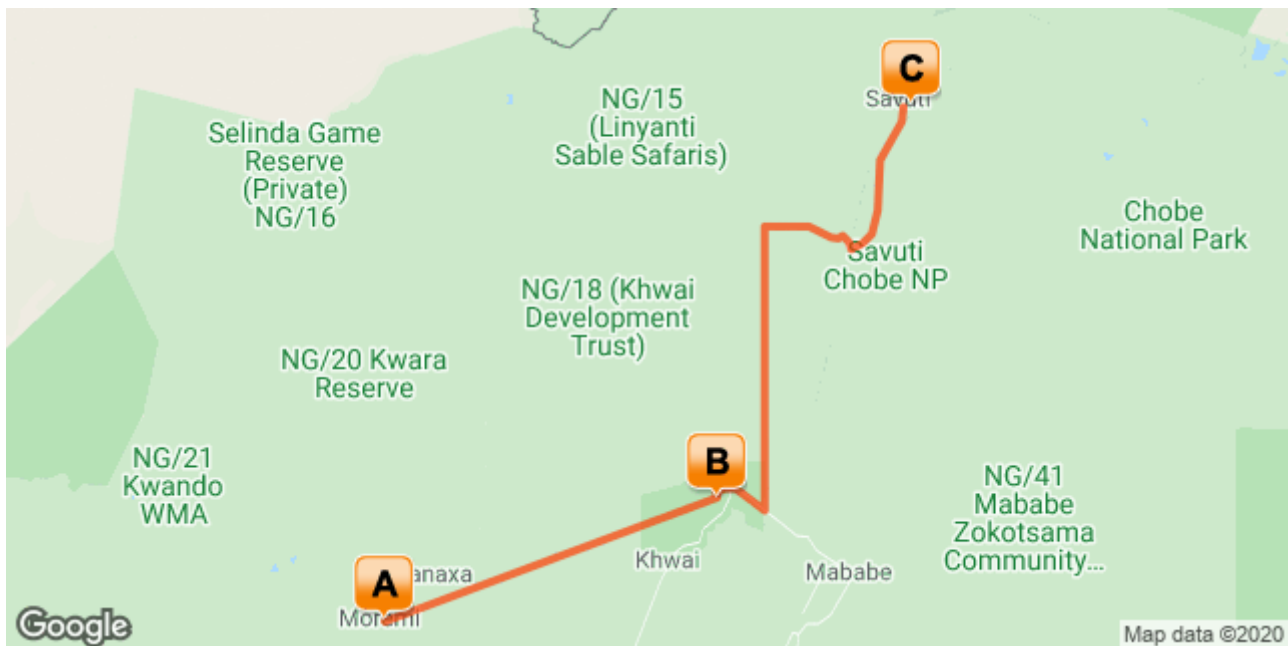 C
Savuti
NG/15
(Linyanti
Sable Safaris)
Selinda Game
Reserve
(Private)
NG/16
Chobe
National Park
Savuti
Chobe NP
NG/18 (Khwai
Development
Trust)
NG/20 Kwara
Reserve
B
NG/21
Kwando
WMA
NG/41
Mababe
Zokotsama
Community...
Khwai
Mababe
A
anaxa
Moremi
Google
Map data ©2020